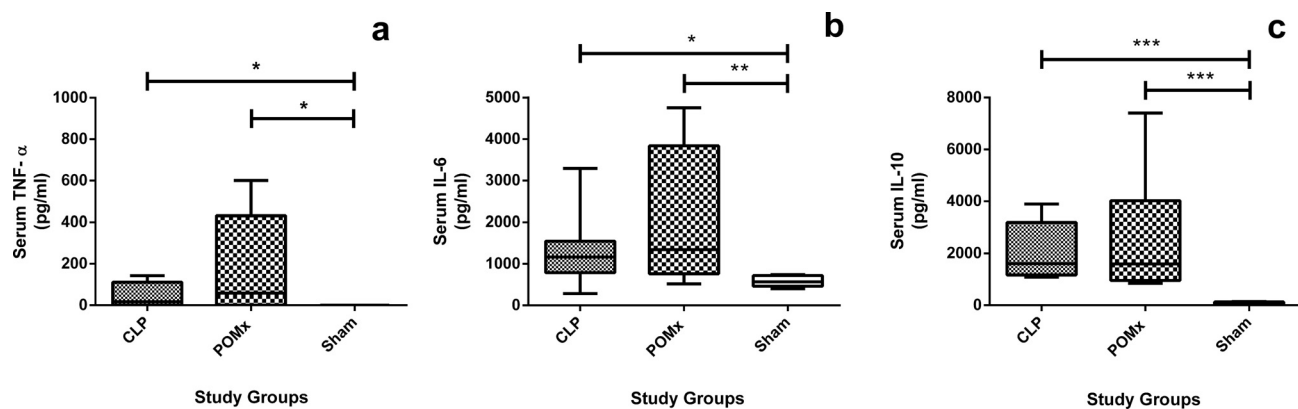 a
*
*
1000
800
600
400
200
0
Serum TNF- α
(pg/ml)
CLP
POMx
Sham
Study Groups
b
*
**
5000
4000
3000
2000
1000
0
Serum IL-6
(pg/ml)
CLP
POMx
Sham
Study Groups
c
***
***
8000
6000
4000
2000
0
Serum IL-10
(pg/ml)
CLP
POMx
Sham
Study Groups